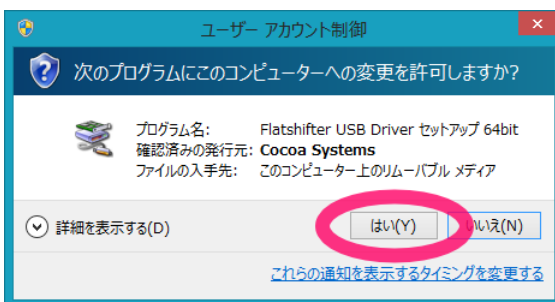 ユーザー アカウント制御
次のプログラムにこのコンピューターへの変更を許可しますか?
プログラム名: Flatshifter USB Driver セットアップ 64bit
確認済みの発行元: Cocoa Systems
ファイルの入手先: このコンピューター上のリムーバブル メディア
詳細を表示する(D) はい(Y) いいえ(N)
これらの通知を表示するタイミングを変更する